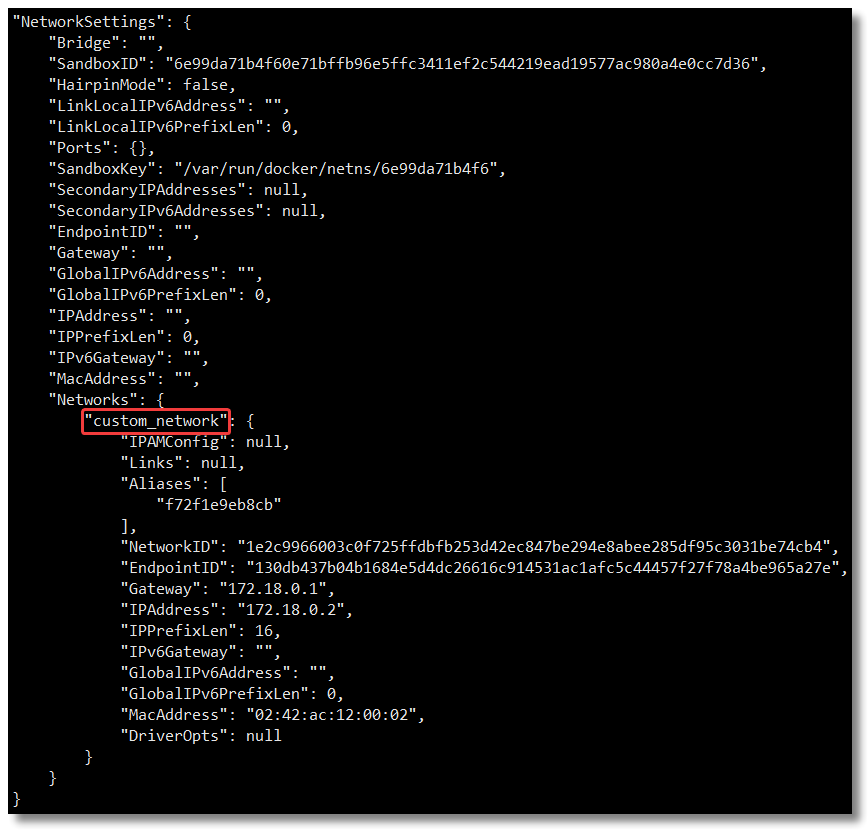 "NetworkSettings": {
    "Bridge": "",
    "SandboxID": "6e99da71b4f60e71bffb96e5ffc3411ef2c544219ead19577ac980a4e0cc7d36",
    "HairpinMode": false,
    "LinkLocalIPv6Address": "",
    "LinkLocalIPv6PrefixLen": 0,
    "Ports": {},
    "SandboxKey": "/var/run/docker/netns/6e99da71b4f6",
    "SecondaryIPAddresses": null,
    "SecondaryIPv6Addresses": null,
    "EndpointID": "",
    "Gateway": "",
    "GlobalIPv6Address": "",
    "GlobalIPv6PrefixLen": 0,
    "IPAddress": "",
    "IPPrefixLen": 0,
    "IPv6Gateway": "",
    "MacAddress": "",
    "Networks": {
        "custom_network": {
            "IPAMConfig": null,
            "Links": null,
            "Aliases": [
                "f72f1e9eb8cb"
            ],
            "NetworkID": "1e2c9966003c0f725ffdbfb253d42ec847be294e8abee285df95c3031be74cb4",
            "EndpointID": "130db437b04b1684e5d4dc26616c914531ac1afc5c44457f27f78a4be965a27e",
            "Gateway": "172.18.0.1",
            "IPAddress": "172.18.0.2",
            "IPPrefixLen": 16,
            "IPv6Gateway": "",
            "GlobalIPv6Address": "",
            "GlobalIPv6PrefixLen": 0,
            "MacAddress": "02:42:ac:12:00:02",
            "DriverOpts": null
        }
    }
}